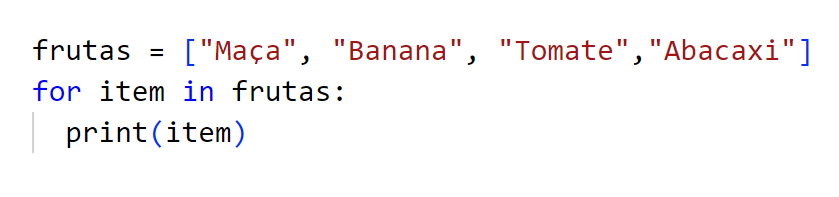 frutas = ["Maça", "Banana", "Tomate","Abacaxi"]
for item in frutas:
  print(item)